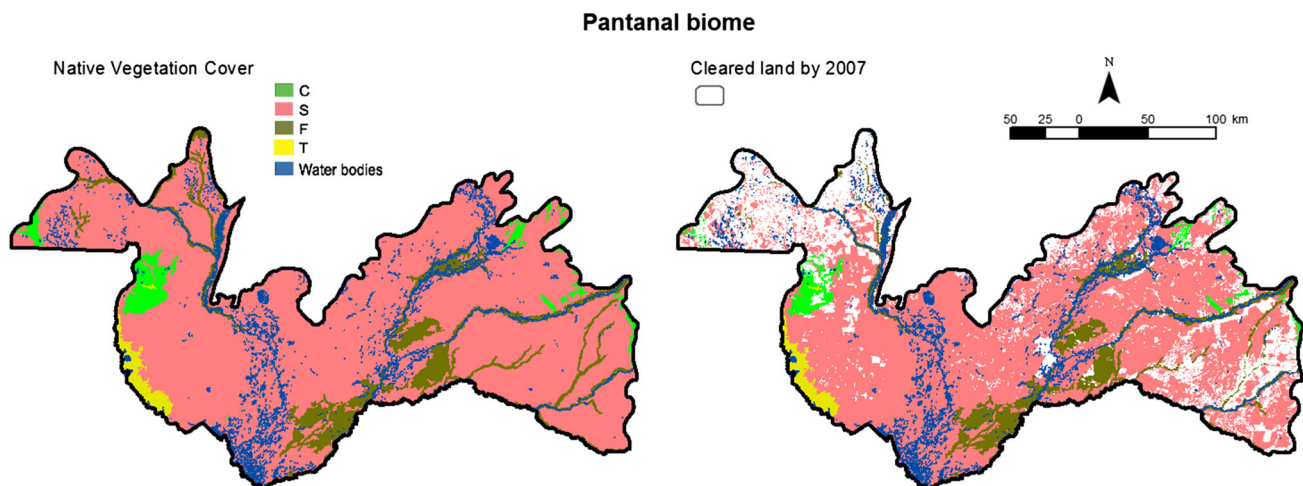 Pantanal biome
Native Vegetation Cover
C
S
F
T
Water bodies
Cleared land by 2007
N
50 25 0 50 100 km